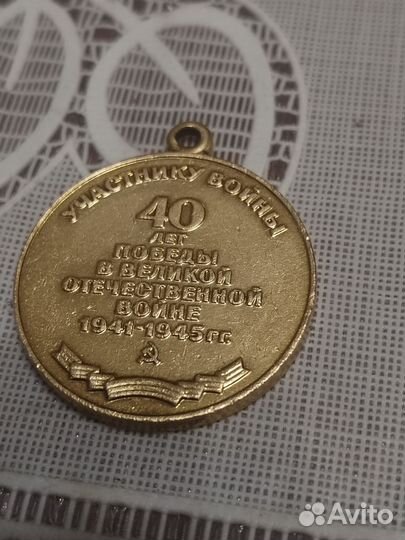 УЧАСТНИКУ ВОЙНЫ
40
ЛЕТ
ПОБЕДЫ
В ВЕЛИКОЙ
ОТЕЧЕСТВЕННОЙ
ВОЙНЕ
1941-1945 ГГ.
Avito